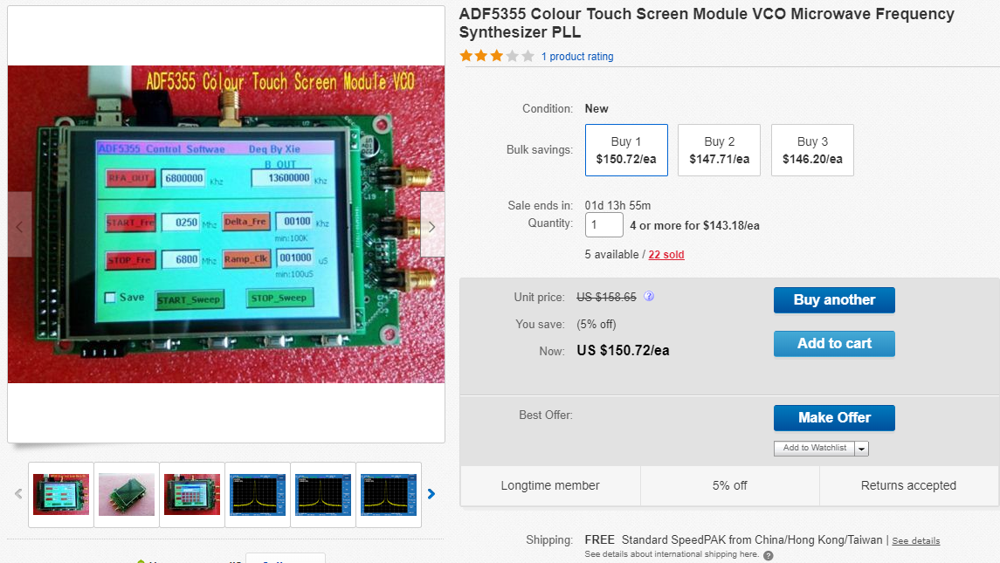 ADF5355 Colour Touch Screen Module VCO Microwave Frequency
Synthesizer PLL
1 product rating
ADF5355 Colour Touch Screen Module VCO
ADF5355 Control Softwae Deq By Xie
B_OUT
RFA_OUT 6800000 Khz 13600000 Khz
START_Fre 0250 Mhz Delta_Fre 00100 Khz
min:100K
STOP_Fre 6800 Mhz Ramp_Clk 001000 uS
min:100uS
Save START_Sweep STOP_Sweep
Condition: New
Bulk savings:
Buy 1
$150.72/ea
Buy 2
$147.71/ea
Buy 3
$146.20/ea
Sale ends in: 01d 13h 55m
Quantity: 1 4 or more for $143.18/ea
5 available / 22 sold
Unit price: US $158.65 ?
You save: (5% off)
Now: US $150.72/ea
Buy another
Add to cart
Best Offer:
Make Offer
Add to Watchlist
Longtime member 5% off Returns accepted
Shipping: FREE Standard SpeedPAK from China/Hong Kong/Taiwan | See details
See details about international shipping here. ?